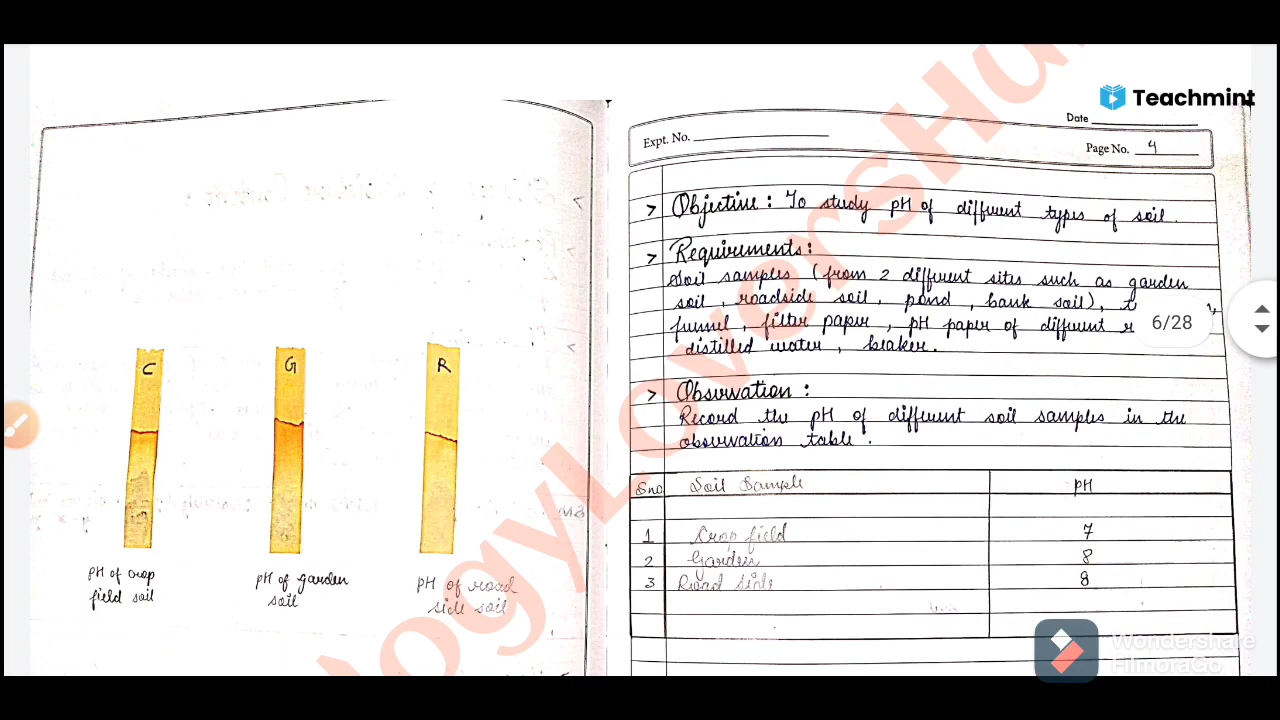 Teachmint
C
G
R
pH of crop
field soil
pH of garden
soil
pH of road
side soil
Expt. No.
Date
Page No. 4
> Objective : To study pH of different types of soil.
> Requirements :
Soil samples (from 2 different sites such as garden
soil, roadside soil, pond, bank soil),
funnel, filter paper, pH paper of different
distilled water, beaker.
6/28
> Observation :
Record the pH of different soil samples in the
observation table.
Sno Soil Sample pH
1 Crop field 7
2 Garden 8
3 Road Side 8
logyLoversHu
Wondershare
FilmoraGo